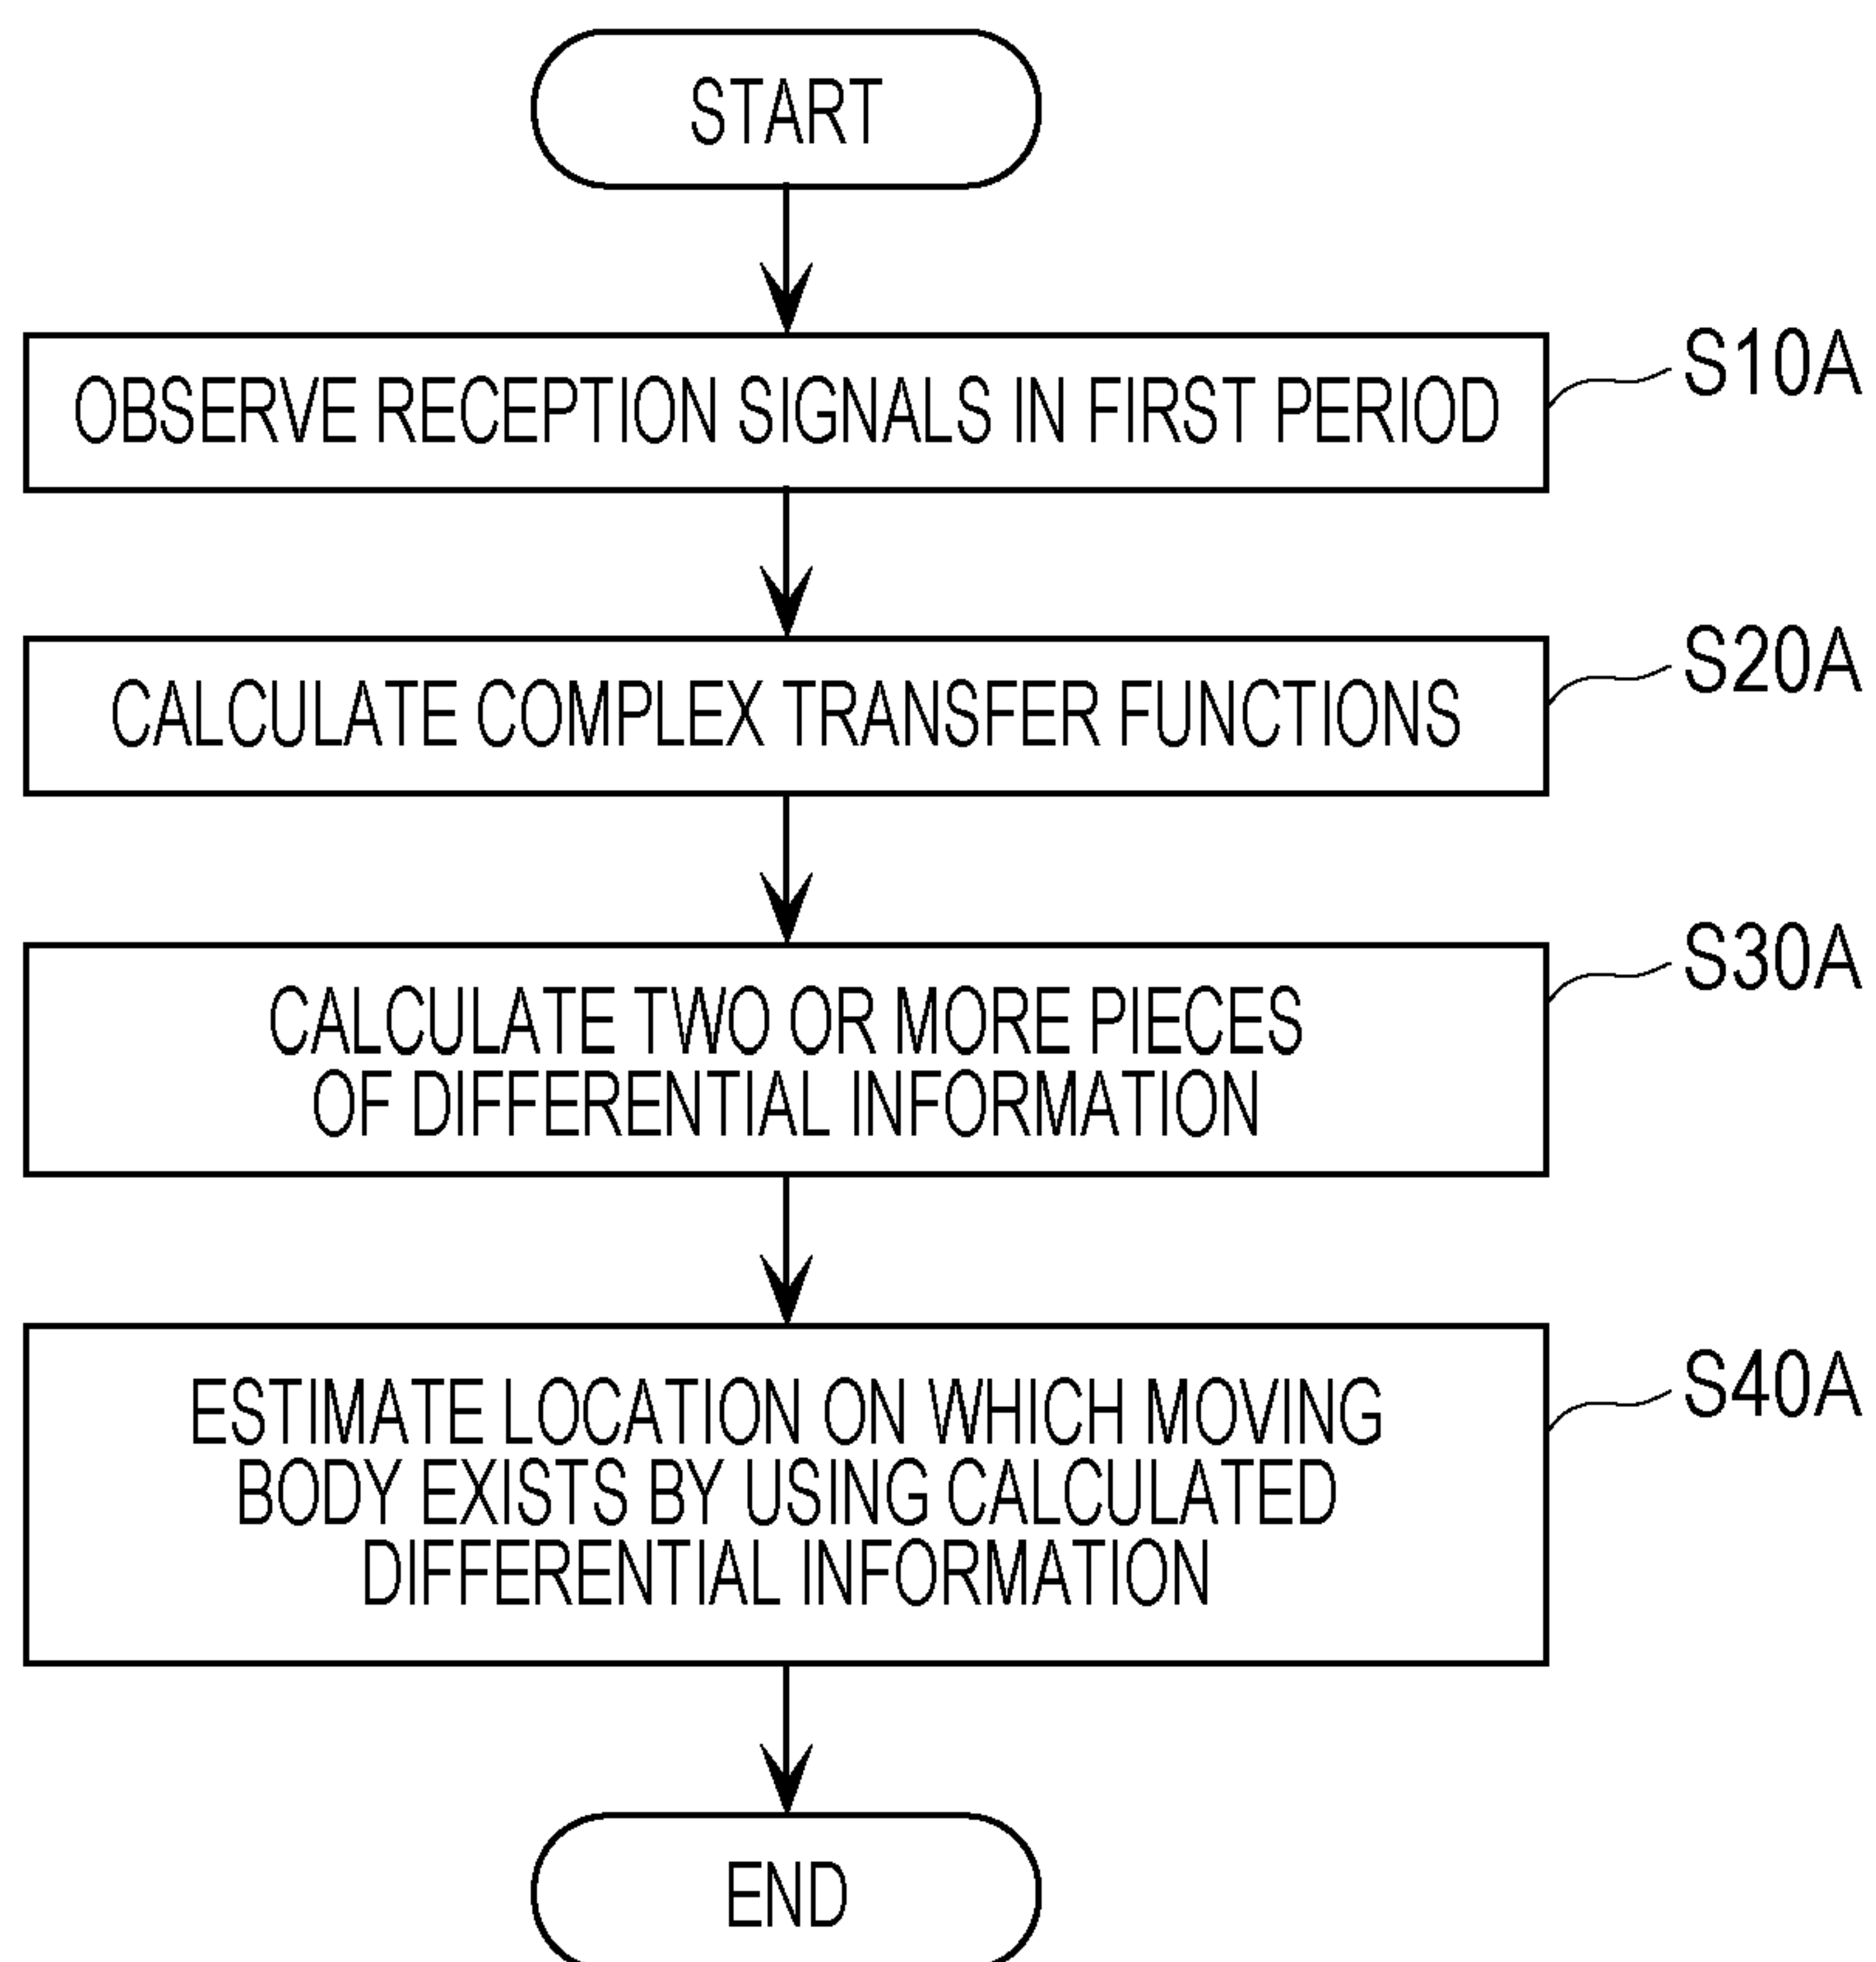 START
OBSERVE RECEPTION SIGNALS IN FIRST PERIOD
S10A
CALCULATE COMPLEX TRANSFER FUNCTIONS
S20A
CALCULATE TWO OR MORE PIECES
OF DIFFERENTIAL INFORMATION
S30A
ESTIMATE LOCATION ON WHICH MOVING
BODY EXISTS BY USING CALCULATED
DIFFERENTIAL INFORMATION
S40A
END